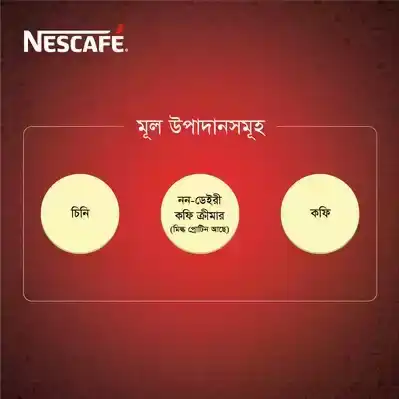 NESCAFÉ®
মূল উপাদানসমূহ
চিনি
নন-ডেইরী
কফি ক্রীমার
(মিল্ক প্রোটিন আছে)
কফি